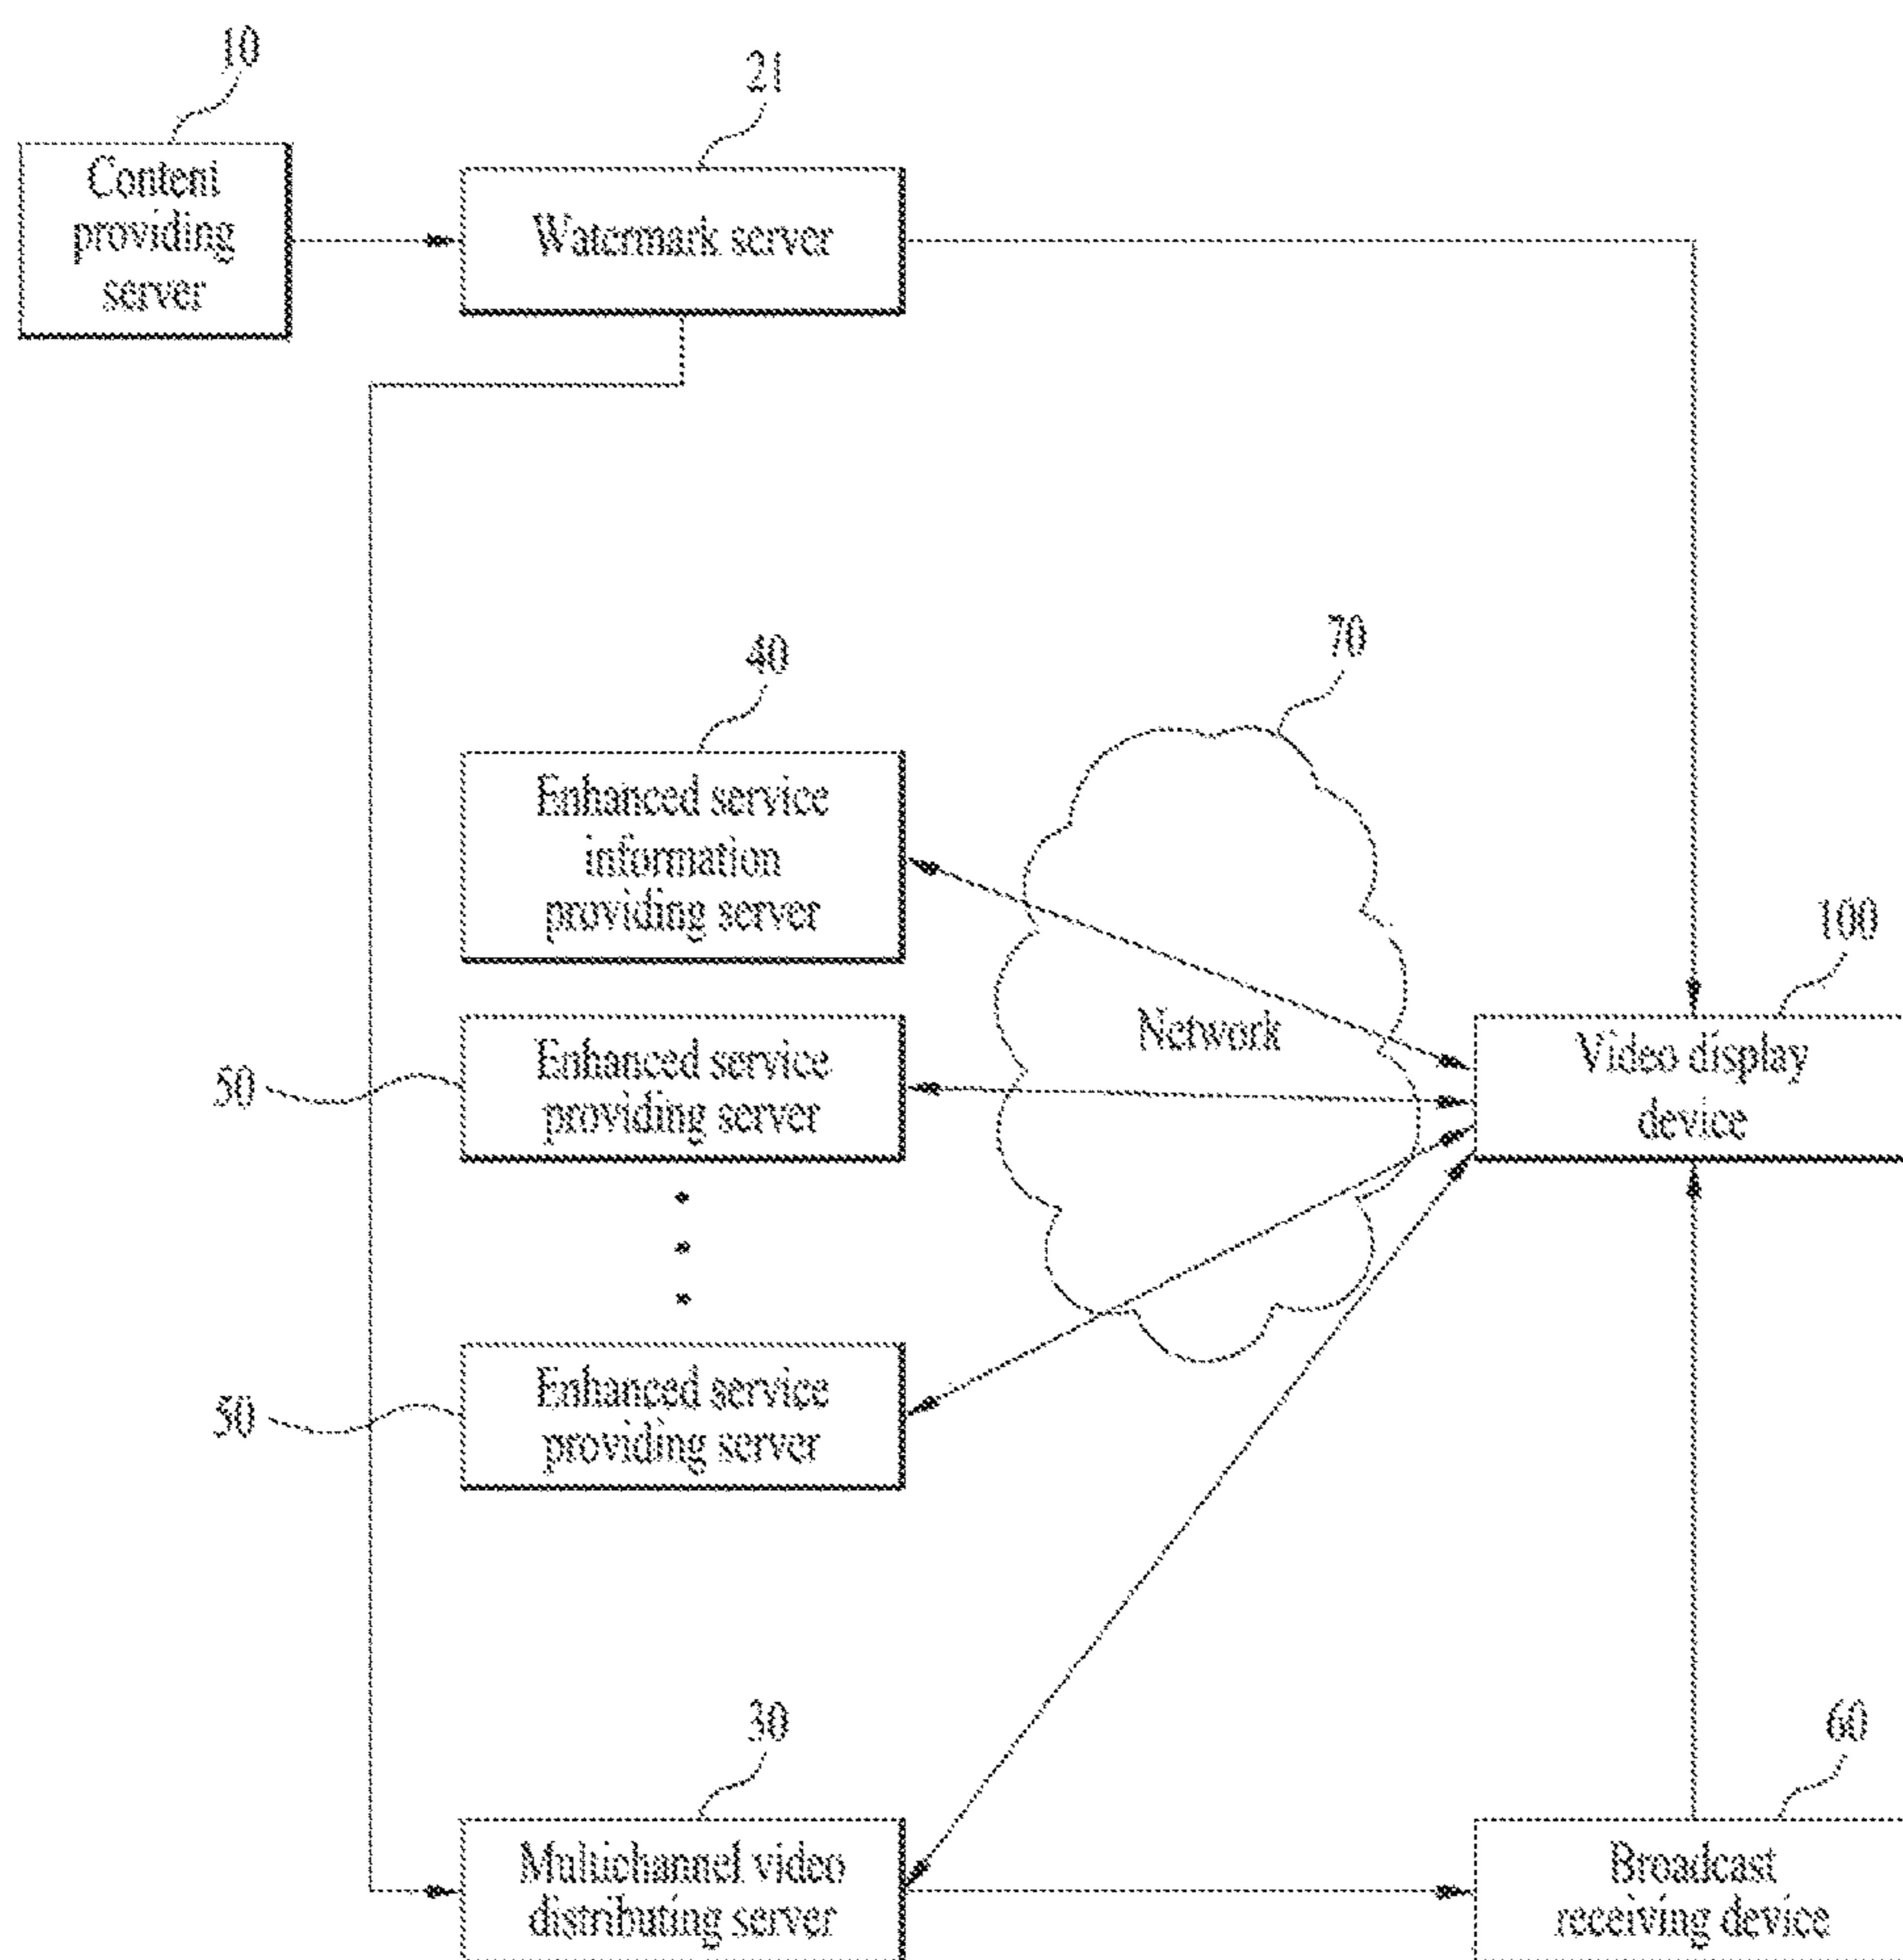 10
21
Content
providing
server
Watermark server
40
70
Enhanced service
information
providing server
100
Network
50
Enhanced service
providing server
Video display
device
50
Enhanced service
providing server
30
60
Multichannel video
distributing server
Broadcast
receiving device